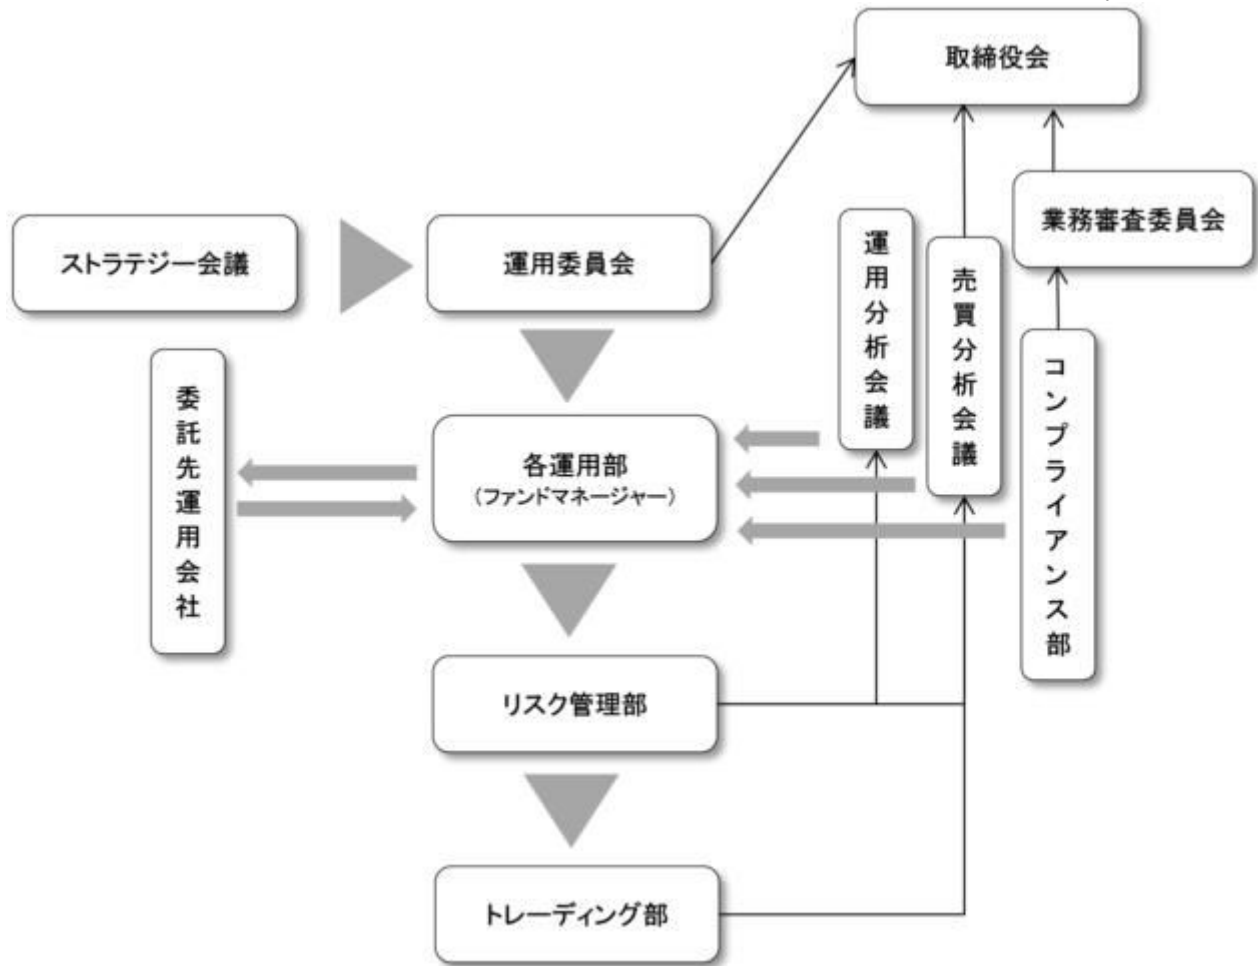 取締役会
業務審査委員会
ストラテジー会議
運用委員会
運用分析会議
売買分析会議
コンプライアンス部
委託先運用会社
各運用部
（ファンドマネージャー）
リスク管理部
トレーディング部